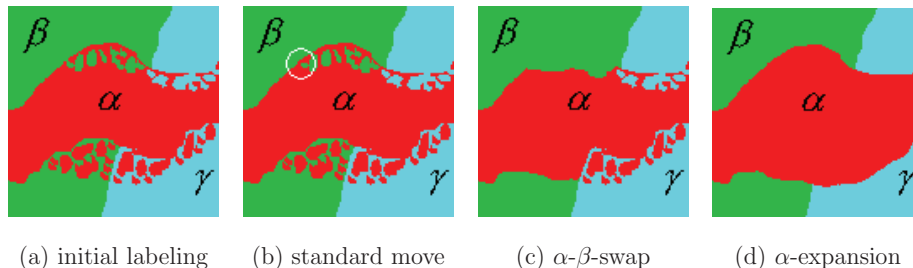 β α γ
β α γ
β α γ
β α γ
(a) initial labeling
(b) standard move
(c) α-β-swap
(d) α-expansion